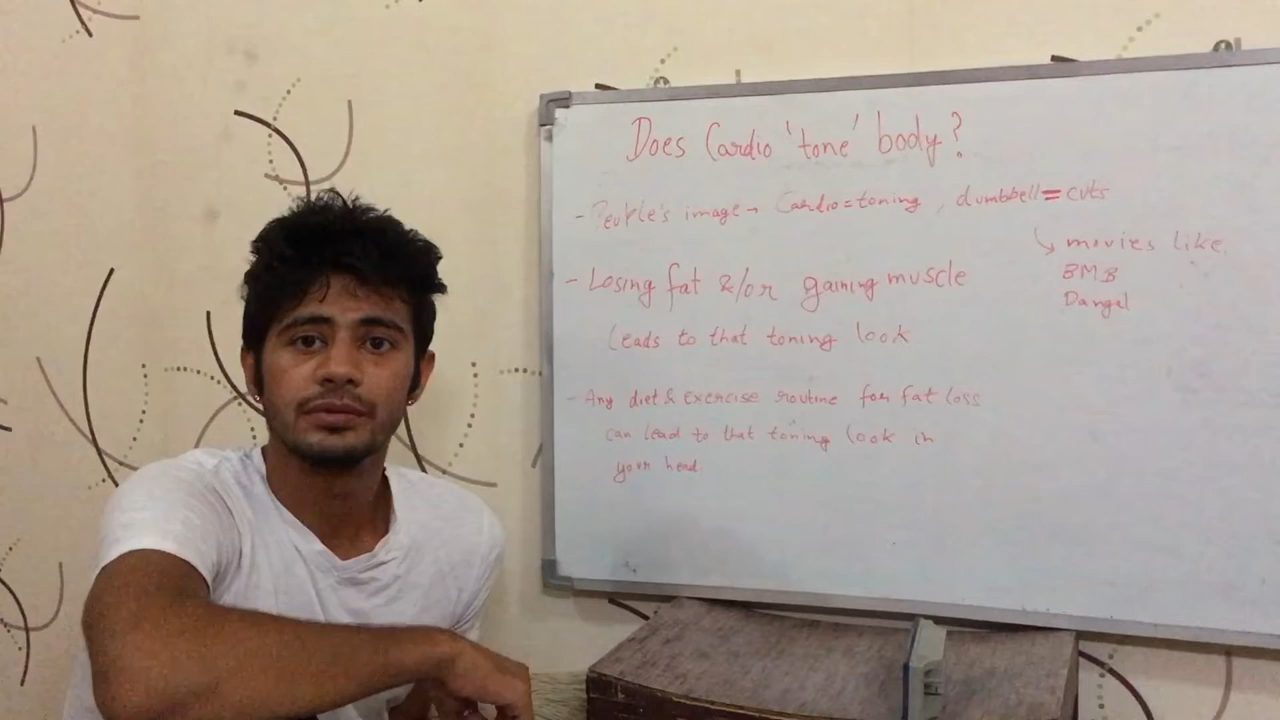 Does Cardio 'tone' body?
- People's image → Cardio=toning, dumbbell=cuts
↳ movies like
BMB
Dangal
- Losing fat &/or gaining muscle
Leads to that toning look
- Any diet & exercise routine for fat loss
can lead to that toning look in
your head